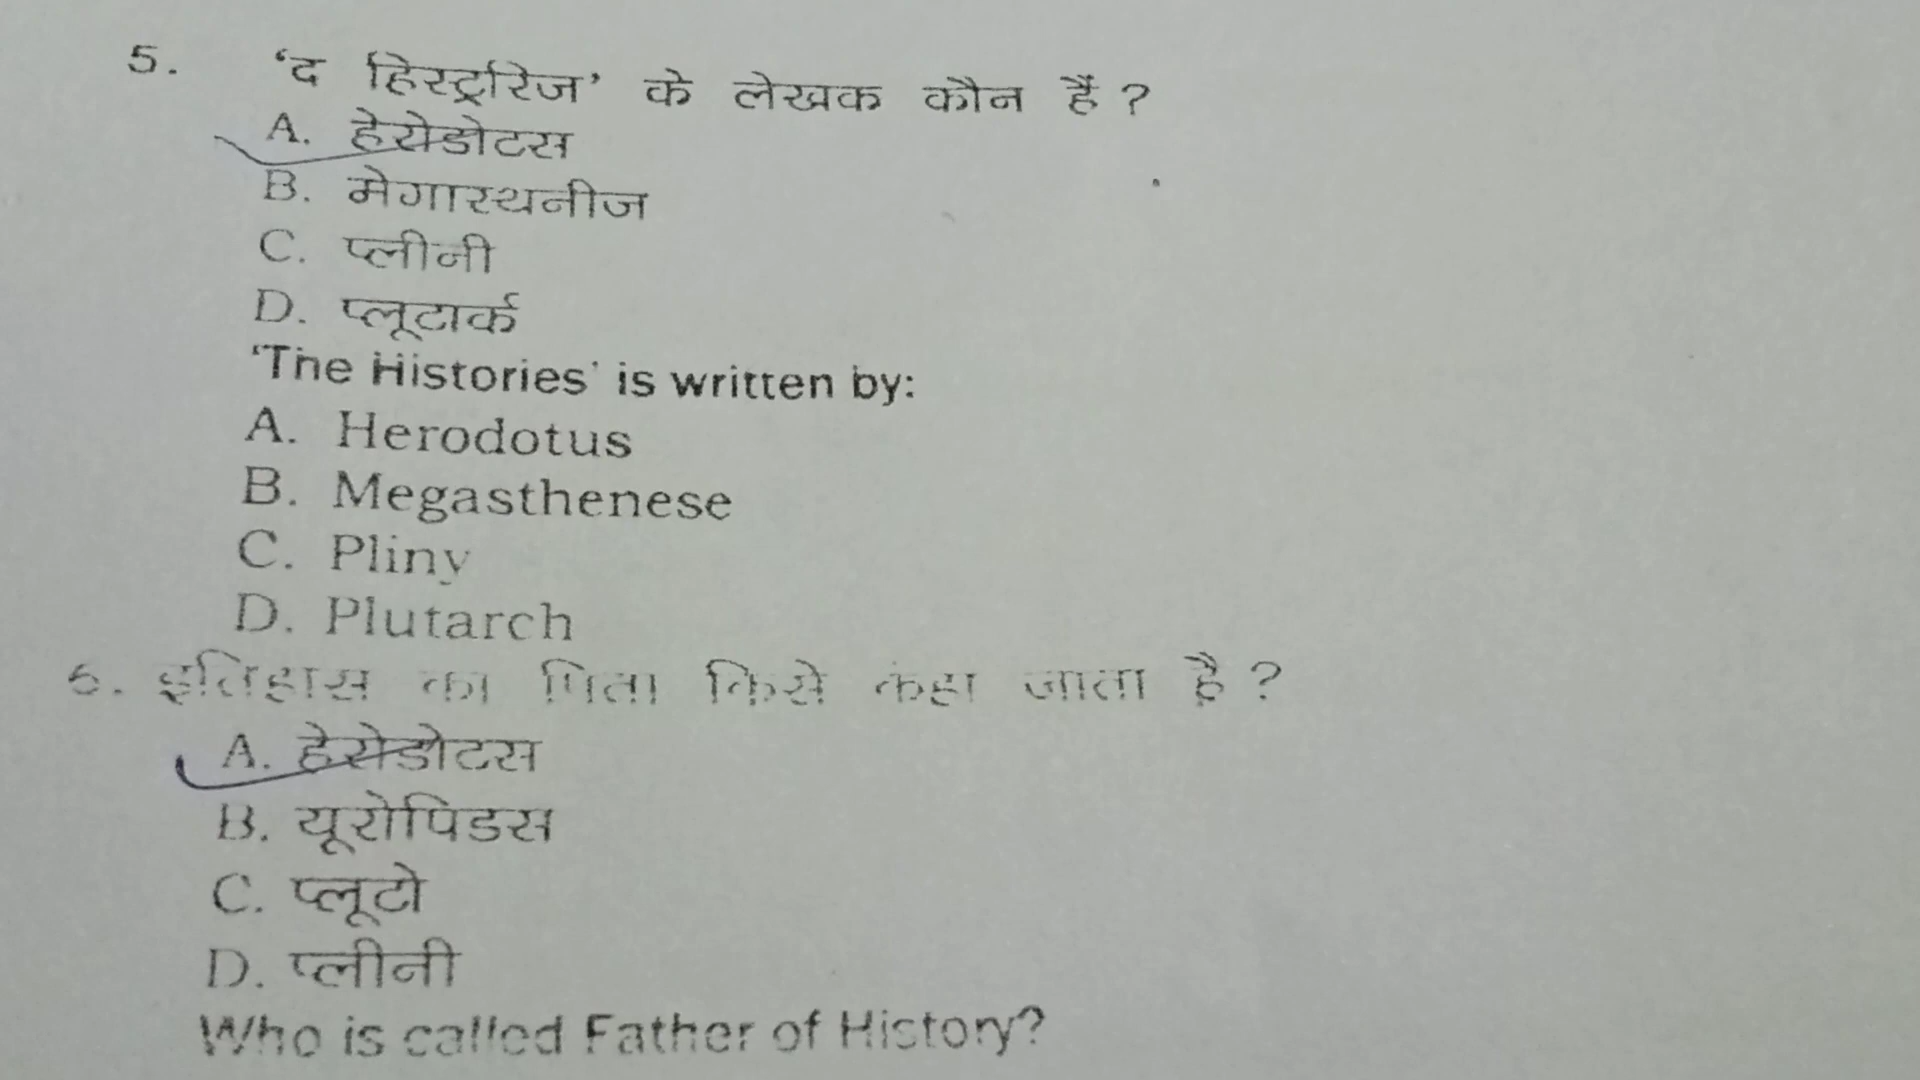 5. ‘द हिस्ट्ररिज’ के लेखक कौन हैं ?
A. हेरोडोटस
B. मेगास्थनीज
C. प्लीनी
D. प्लूटार्क
‘The Histories’ is written by:
A. Herodotus
B. Megasthenese
C. Pliny
D. Plutarch
6. इतिहास का पिता किसे कहा जाता है ?
A. हेरोडोटस
B. यूरोपिडस
C. प्लूटो
D. प्लीनी
Who is called Father of History?